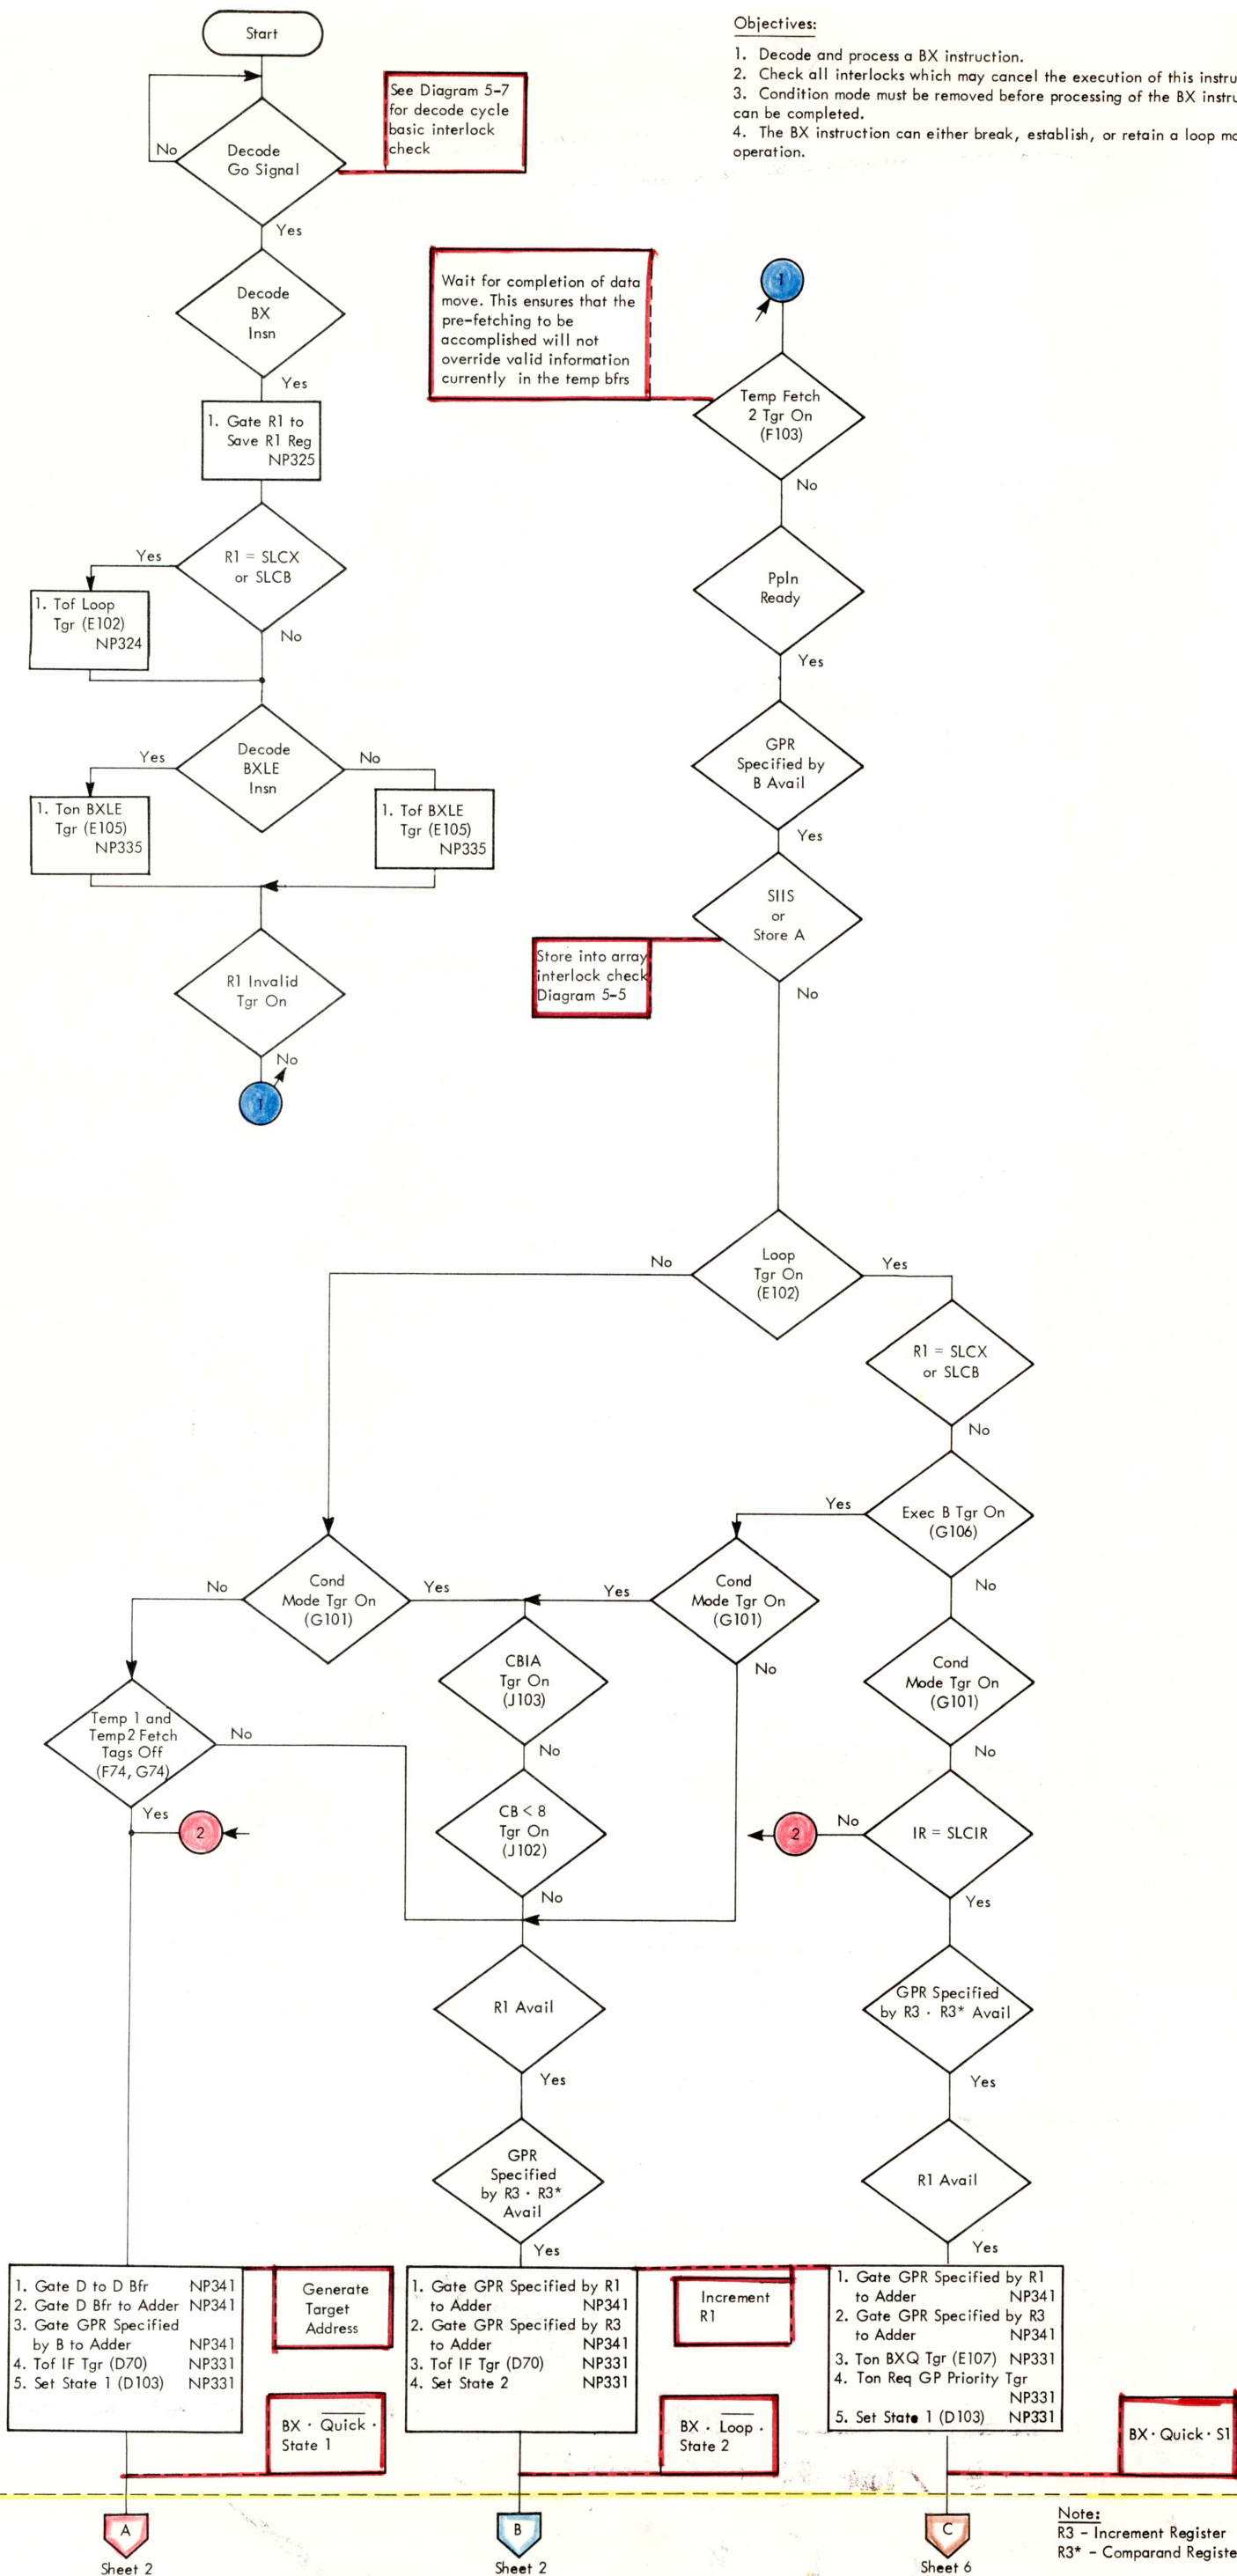 Start
Objectives:
1. Decode and process a BX instruction.
2. Check all interlocks which may cancel the execution of this instru
3. Condition mode must be removed before processing of the BX instru
can be completed.
4. The BX instruction can either break, establish, or retain a loop mo
operation.
See Diagram 5-7
for decode cycle
basic interlock
check
No
Decode
Go Signal
Yes
Decode
BX
Insn
Yes
1. Gate R1 to
Save R1 Reg
NP325
R1 = SLCX
or SLCB
Yes
1. Tof Loop
Tgr (E102)
NP324
No
Decode
BXLE
Insn
Yes
No
1. Ton BXLE
Tgr (E105)
NP335
1. Tof BXLE
Tgr (E105)
NP335
R1 Invalid
Tgr On
No
1
Wait for completion of data
move. This ensures that the
pre-fetching to be
accomplished will not
override valid information
currently in the temp bfrs
1
Temp Fetch
2 Tgr On
(F103)
No
Ppln
Ready
Yes
GPR
Specified by
B Avail
Yes
SIIS
or
Store A
Store into array
interlock check
Diagram 5-5
No
Loop
Tgr On
(E102)
No
Yes
R1 = SLCX
or SLCB
No
Exec B Tgr On
(G106)
Yes
No
Cond
Mode Tgr On
(G101)
No
Yes
Cond
Mode Tgr On
(G101)
Yes
No
Cond
Mode Tgr On
(G101)
No
Temp 1 and
Temp2 Fetch
Tags Off
(F74, G74)
No
Yes
2
CBIA
Tgr On
(J103)
No
CB < 8
Tgr On
(J102)
No
2
No
IR = SLCIR
Yes
R1 Avail
Yes
GPR Specified
by R3 · R3* Avail
Yes
GPR
Specified
by R3 · R3*
Avail
Yes
R1 Avail
Yes
1. Gate D to D Bfr NP341
2. Gate D Bfr to Adder NP341
3. Gate GPR Specified
by B to Adder NP341
4. Tof IF Tgr (D70) NP331
5. Set State 1 (D103) NP331
Generate
Target
Address
1. Gate GPR Specified by R1
to Adder NP341
2. Gate GPR Specified by R3
to Adder NP341
3. Tof IF Tgr (D70) NP331
4. Set State 2 NP331
Increment
R1
1. Gate GPR Specified by R1
to Adder NP341
2. Gate GPR Specified by R3
to Adder NP341
3. Ton BXQ Tgr (E107) NP331
4. Ton Req GP Priority Tgr
NP331
5. Set State 1 (D103) NP331
BX · Quick ·
State 1
BX · Loop ·
State 2
BX · Quick · S1
A
Sheet 2
B
Sheet 2
C
Sheet 6
Note:
R3 - Increment Register
R3* - Comparand Registe